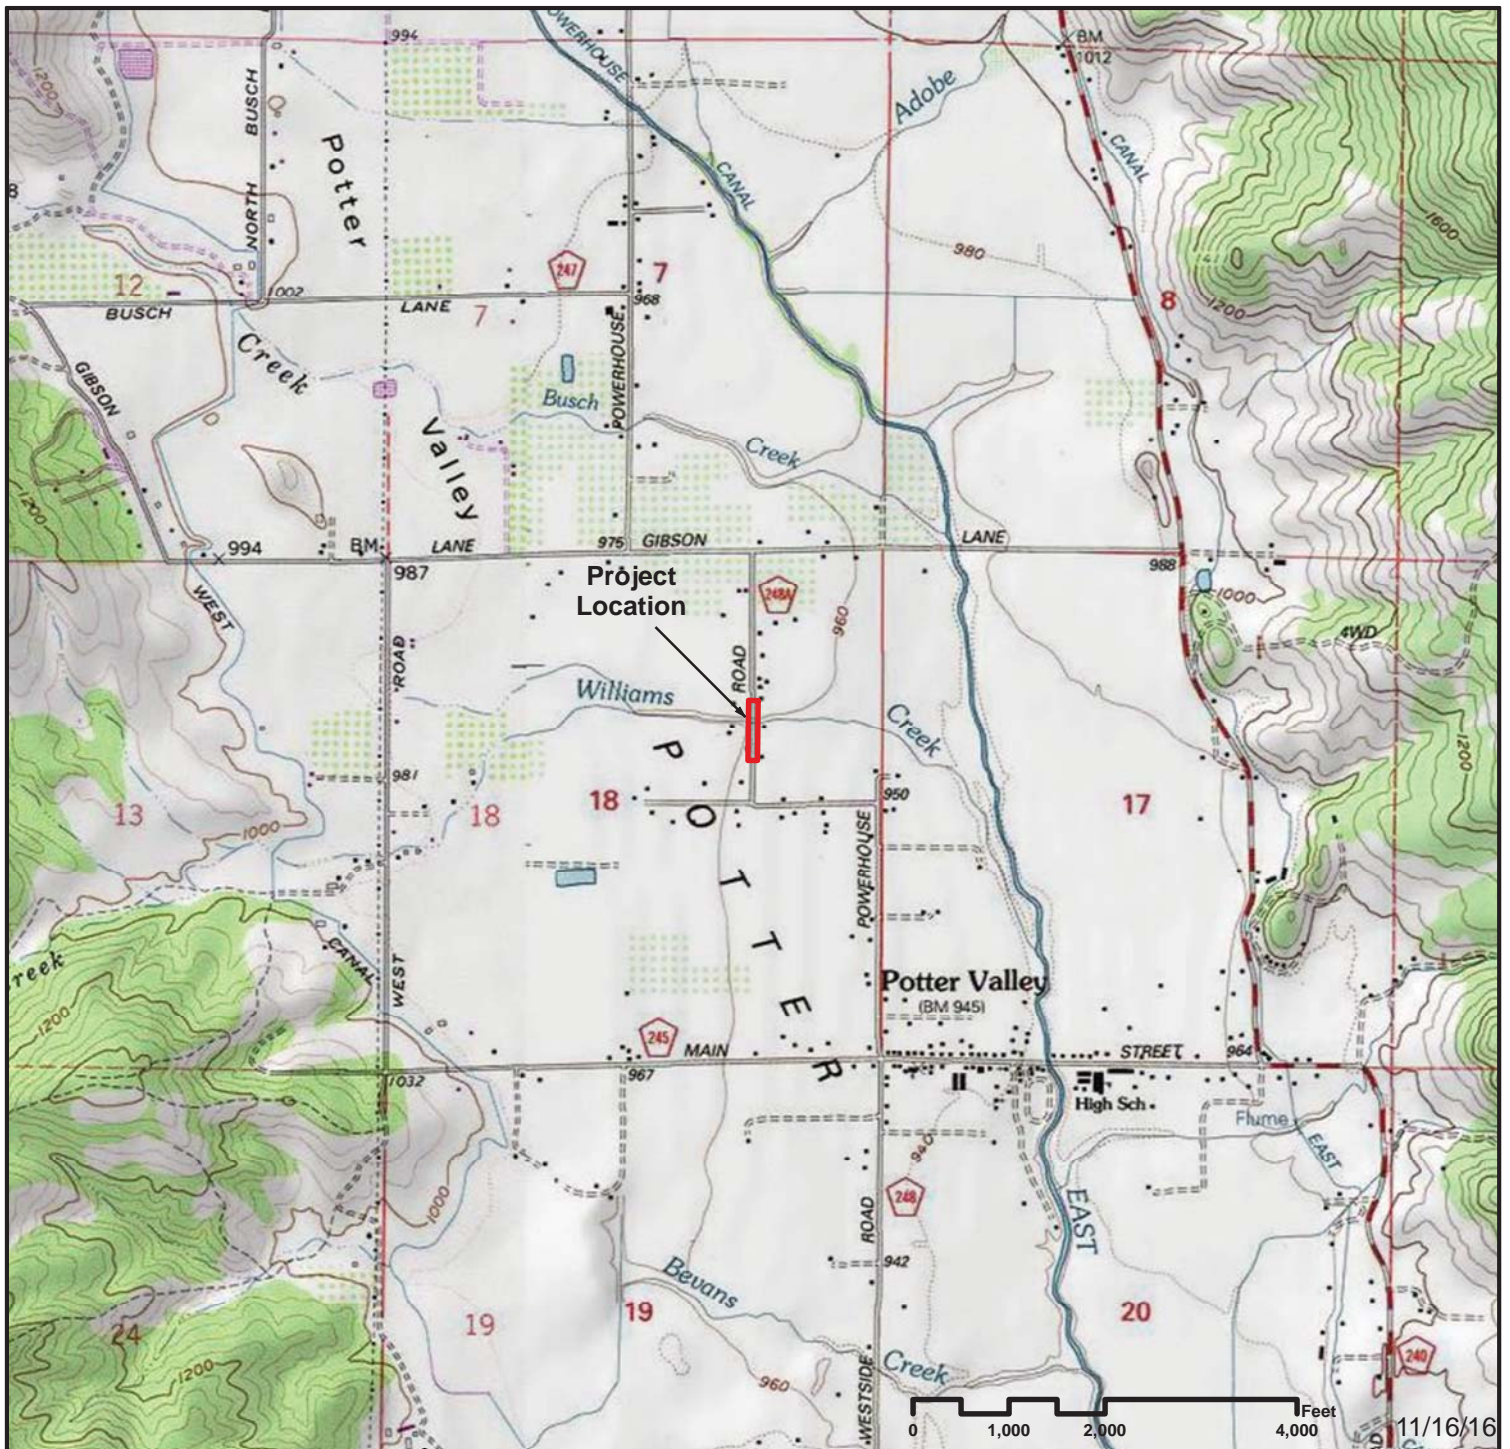 994
BM
1012
POWERHOUSE
CANAL
Adobe
CANAL
1200
BUSCH
NORTH
Potter
8
980
1600
247
7
12
1002
BUSCH
LANE
7
968
8
1200
Creek
GIBSON
POWERHOUSE
Busch
Valley
Creek
1200
994
BM
LANE
975
GIBSON
LANE
987
988
Project
Location
248A
WEST
960
1000
4WD
ROAD
ROAD
Williams
Creek
1200
POTTER
981
18
18
950
17
13
1000
POWERHOUSE
CANAL
reek
WEST
1200
Potter Valley
(BM 945)
245
MAIN
STREET
964
1032
967
High Sch
Flume
EAST
940
1000
248
ROAD
EAST
942
Bevans
19
19
20
24
1200
960
Creek
WESTSIDE
240
Feet
0
1,000
2,000
4,000
11/16/16